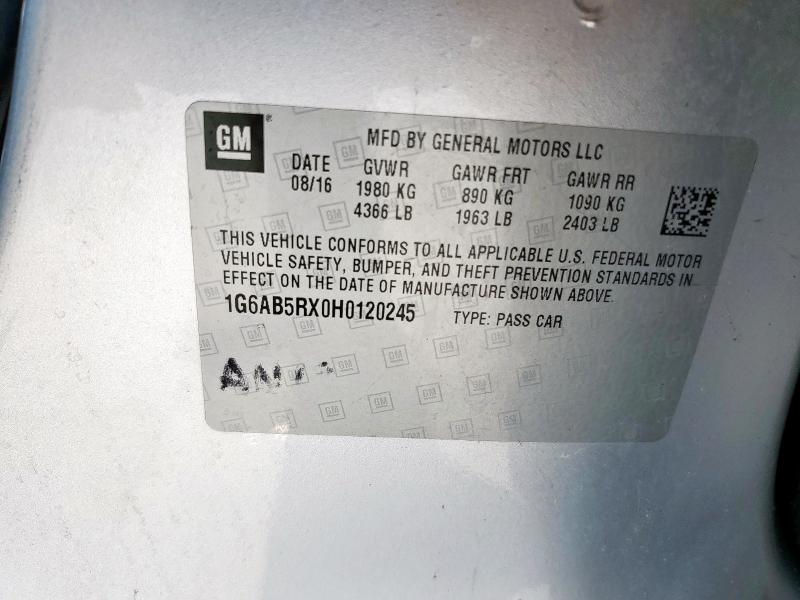 GM
MFD BY GENERAL MOTORS LLC
DATE GVWR GAWR FRT GAWR RR
08/16 1980 KG 890 KG 1090 KG
4366 LB 1963 LB 2403 LB
THIS VEHICLE CONFORMS TO ALL APPLICABLE U.S. FEDERAL MOTOR
VEHICLE SAFETY, BUMPER, AND THEFT PREVENTION STANDARDS IN
EFFECT ON THE DATE OF MANUFACTURE SHOWN ABOVE.
1G6AB5RX0H0120245 TYPE: PASS CAR